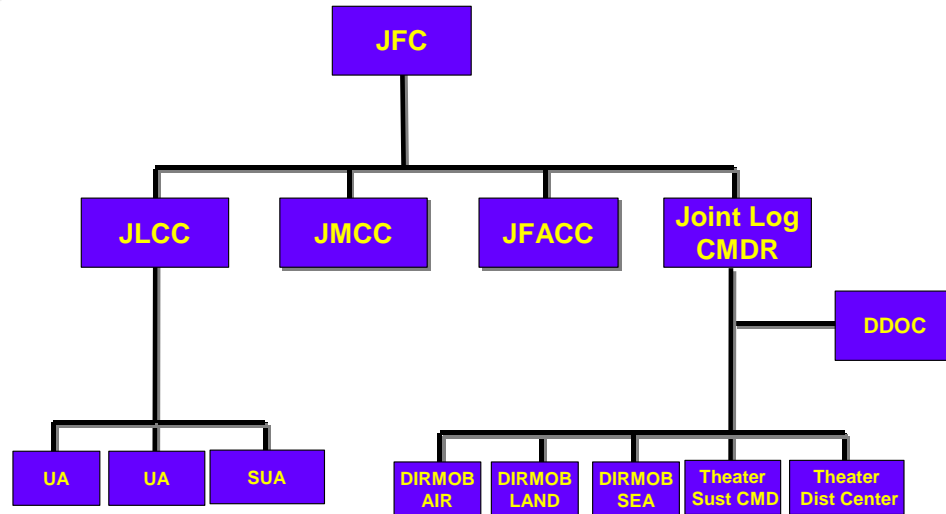 JFC
JLCC
JMCC
JFACC
Joint Log
CMDR
DDOC
UA
UA
SUA
DIRMOB
AIR
DIRMOB
LAND
DIRMOB
SEA
Theater
Sust CMD
Theater
Dist Center